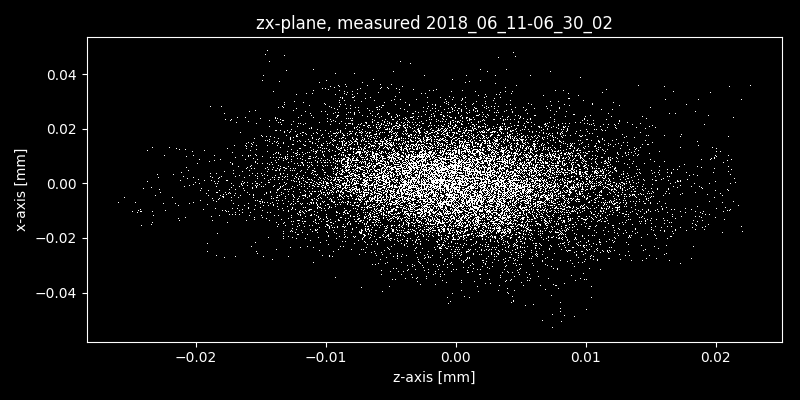 zx-plane, measured 2018_06_11-06_30_02
0.04
0.02
0.00
−0.02
−0.04
x-axis [mm]
−0.02 −0.01 0.00 0.01 0.02
z-axis [mm]